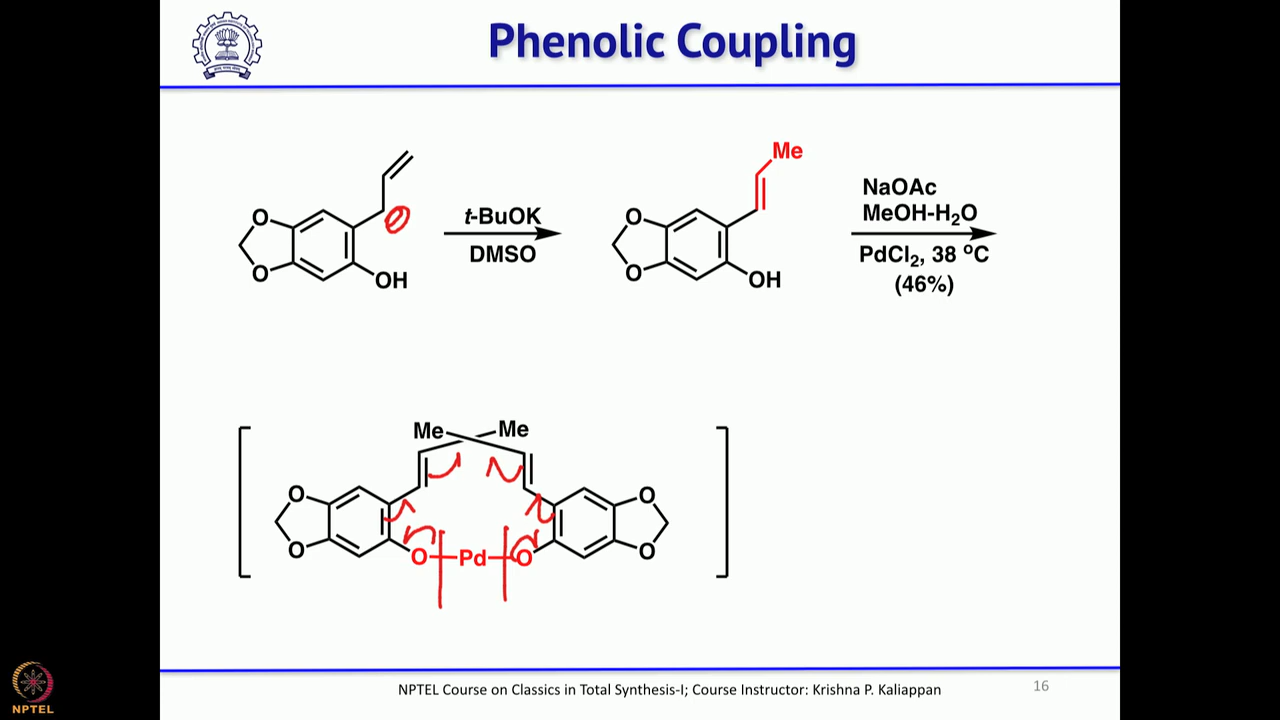 Phenolic Coupling
Me
O
O
OH
t-BuOK
DMSO
O
O
OH
NaOAc
MeOH-H2O
PdCl2, 38 ºC
(46%)
Me Me
O O
O O
O Pd O
NPTEL Course on Classics in Total Synthesis-I; Course Instructor: Krishna P. Kaliappan
16
NPTEL